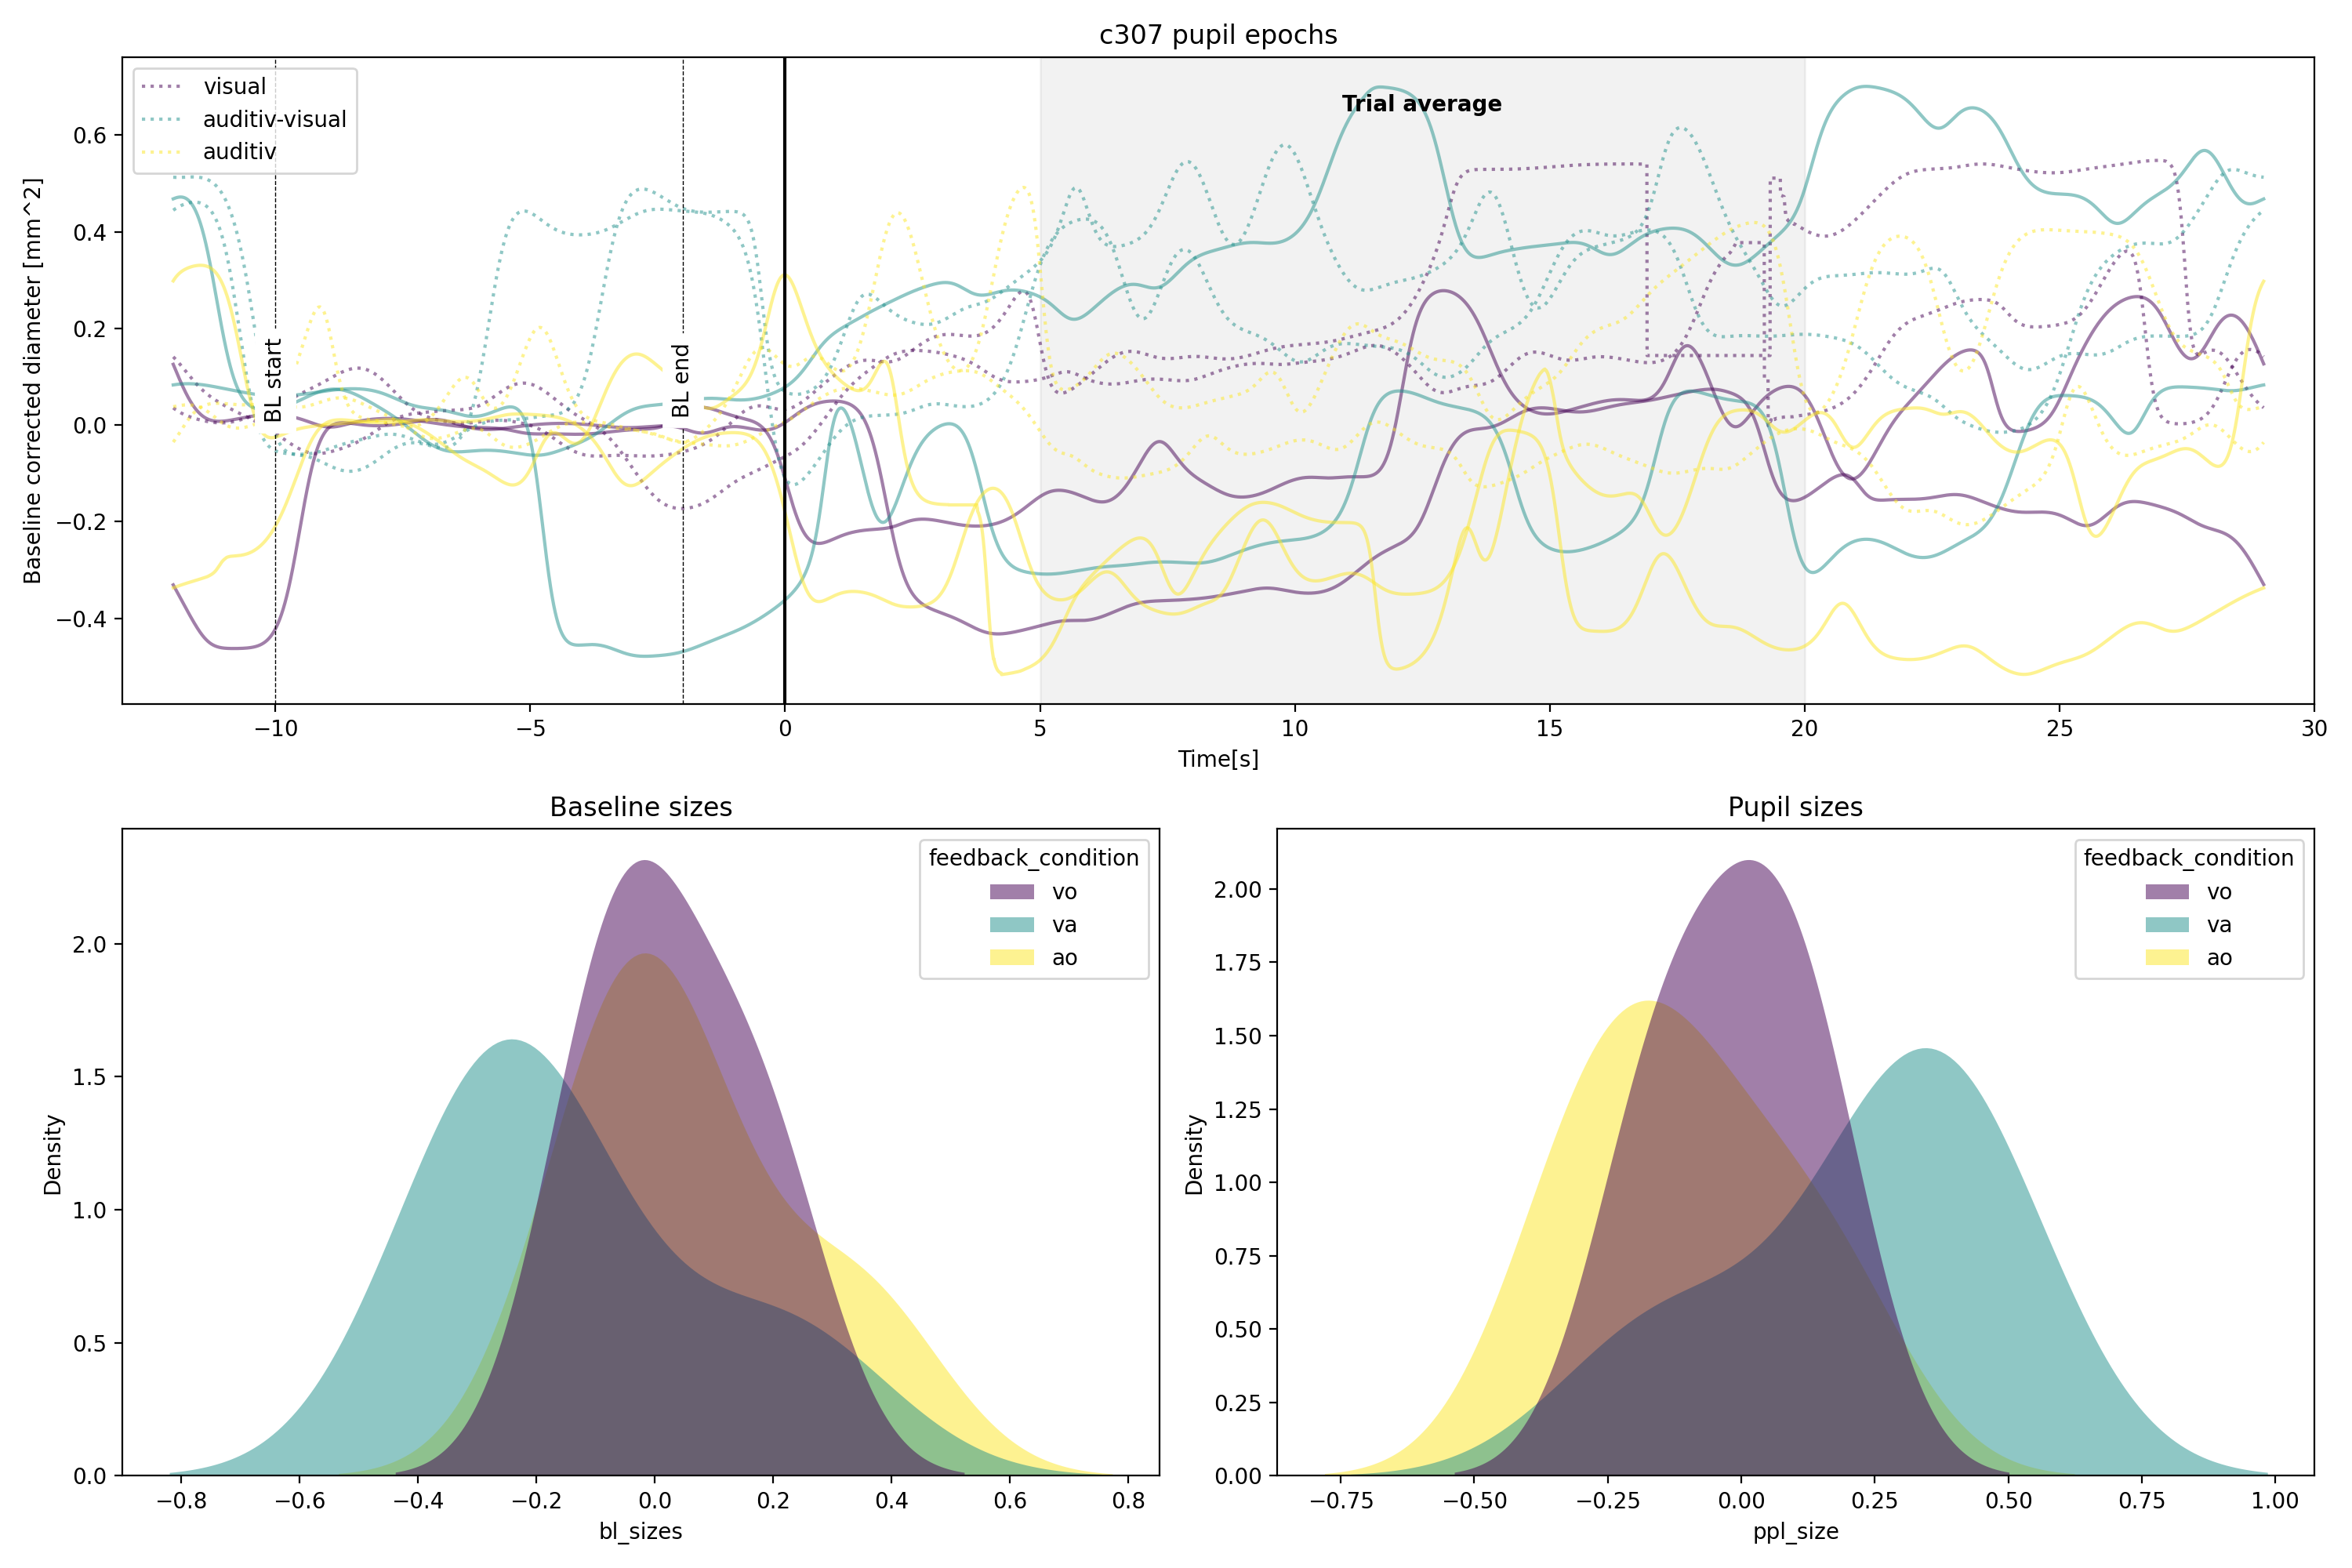 c307 pupil epochs
Baseline corrected diameter [mm^2]
0.6
0.4
0.2
0.0
−0.2
−0.4
visual
auditiv-visual
auditiv
BL start
BL end
Trial average
−10
−5
0
5
10
15
20
25
30
Time[s]
Baseline sizes
Density
2.0
1.5
1.0
0.5
0.0
feedback_condition
vo
va
ao
−0.8
−0.6
−0.4
−0.2
0.0
0.2
0.4
0.6
0.8
bl_sizes
Pupil sizes
Density
2.00
1.75
1.50
1.25
1.00
0.75
0.50
0.25
0.00
feedback_condition
vo
va
ao
−0.75
−0.50
−0.25
0.00
0.25
0.50
0.75
1.00
ppl_size